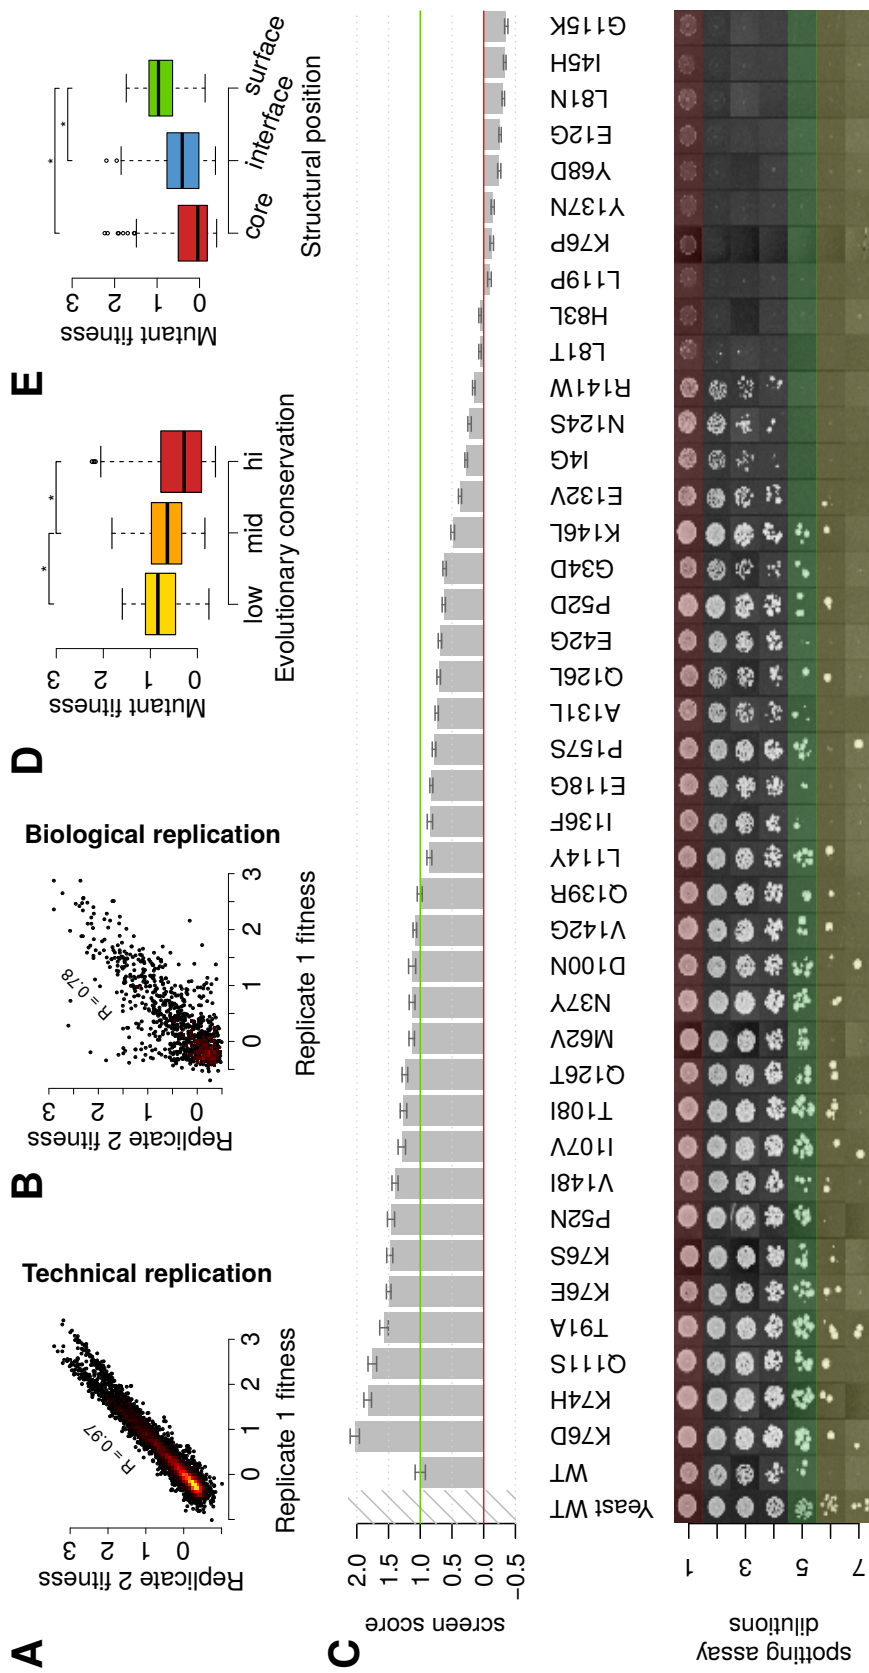 A
Technical replication
Replicate 2 fitness
3
2
1
0
R = 0.97
0
1
2
3
Replicate 1 fitness
B
Biological replication
Replicate 2 fitness
3
2
1
0
R = 0.78
0
1
2
3
Replicate 1 fitness
D
Mutant fitness
3
2
1
0
*
*
low
mid
hi
Evolutionary conservation
E
Mutant fitness
3
2
1
0
*
*
core
interface
surface
Structural position
C
screen score
2.0
1.5
1.0
0.5
0.0
−0.5
Yeast WT
WT
K76D
K74H
Q111S
T91A
K76E
K76S
P52N
V148I
I107V
T108I
Q126T
M62V
N37Y
D100N
V142G
Q139R
L114Y
I136F
E118G
P157S
A131L
Q126L
E42G
P52D
G34D
K146L
E132V
I4G
N124S
R141W
L81T
H83L
L119P
K76P
Y137N
Y68D
E12G
L81N
I45H
G115K
spotting assay
dilutions
1
3
5
7